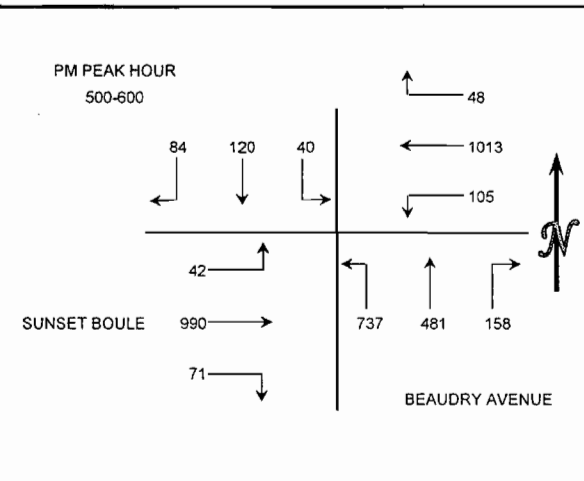 PM PEAK HOUR
500-600
48
84 120 40
1013
105
N
42
SUNSET BOULE 990
737 481 158
71
BEAUDRY AVENUE